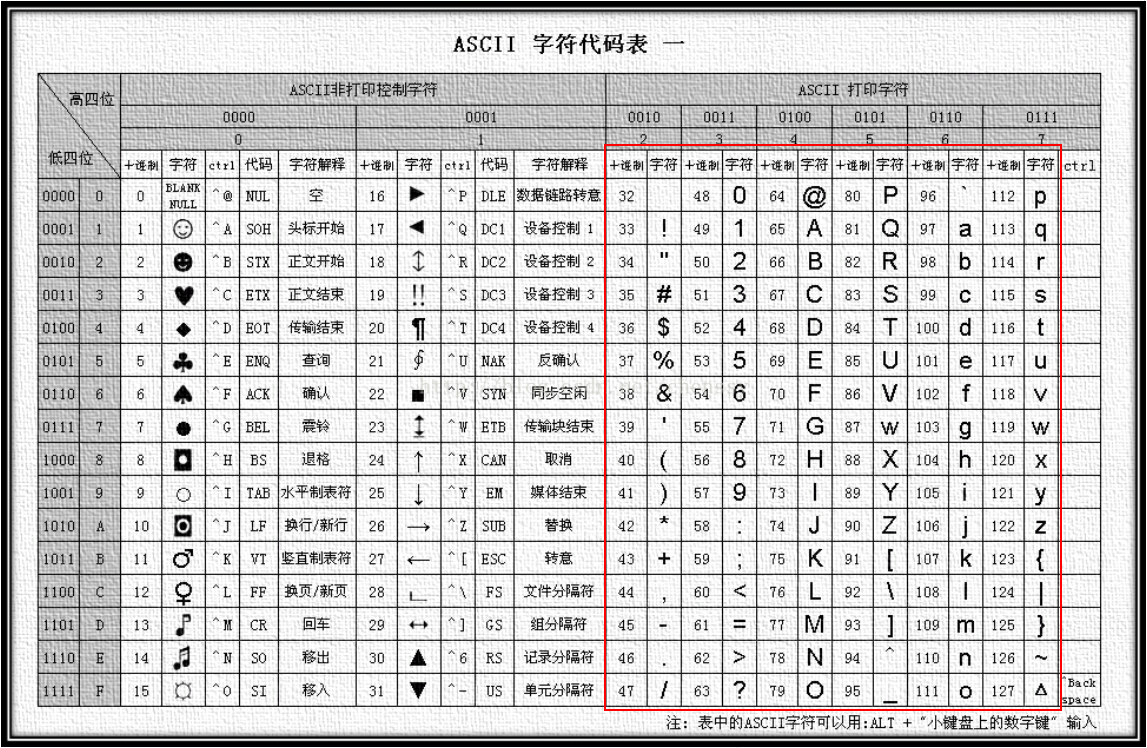 ASCII 字符代码表 一
高四位 ASCII非打印控制字符 ASCII 打印字符
0000 0001 0010 0011 0100 0101 0110 0111
0 1 2 3 4 5 6 7
低四位 十进制 字符 ctrl 代码 字符解释 十进制 字符 ctrl 代码 字符解释 十进制 字符 十进制 字符 十进制 字符 十进制 字符 十进制 字符 十进制 字符 ctrl
0000 0 0 BLANK NULL ^@ NUL 空 16 ► ^P DLE 数据链路转意 32 48 0 64 @ 80 P 96 ` 112 p
0001 1 1 ☺ ^A SOH 头标开始 17 ◄ ^Q DC1 设备控制 1 33 ! 49 1 65 A 81 Q 97 a 113 q
0010 2 2 ☻ ^B STX 正文开始 18 ↕ ^R DC2 设备控制 2 34 " 50 2 66 B 82 R 98 b 114 r
0011 3 3 ♥ ^C ETX 正文结束 19 ‼ ^S DC3 设备控制 3 35 # 51 3 67 C 83 S 99 c 115 s
0100 4 4 ♦ ^D EOT 传输结束 20 ¶ ^T DC4 设备控制 4 36 $ 52 4 68 D 84 T 100 d 116 t
0101 5 5 ♣ ^E ENQ 查询 21 ∮ ^U NAK 反确认 37 % 53 5 69 E 85 U 101 e 117 u
0110 6 6 ♠ ^F ACK 确认 22 ■ ^V SYN 同步空闲 38 & 54 6 70 F 86 V 102 f 118 v
0111 7 7 ● ^G BEL 震铃 23 ↨ ^W ETB 传输块结束 39 ' 55 7 71 G 87 w 103 g 119 w
1000 8 8 ◘ ^H BS 退格 24 ↑ ^X CAN 取消 40 ( 56 8 72 H 88 X 104 h 120 x
1001 9 9 ○ ^I TAB 水平制表符 25 ↓ ^Y EM 媒体结束 41 ) 57 9 73 I 89 Y 105 i 121 y
1010 A 10 ◙ ^J LF 换行/新行 26 → ^Z SUB 替换 42 * 58 : 74 J 90 Z 106 j 122 z
1011 B 11 ♂ ^K VT 竖直制表符 27 ← ^[ ESC 转意 43 + 59 ; 75 K 91 [ 107 k 123 {
1100 C 12 ♀ ^L FF 换页/新页 28 ∟ ^\ FS 文件分隔符 44 , 60 < 76 L 92 \ 108 l 124 |
1101 D 13 ♪ ^M CR 回车 29 ↔ ^] GS 组分隔符 45 - 61 = 77 M 93 ] 109 m 125 }
1110 E 14 ♫ ^N SO 移出 30 ▲ ^6 RS 记录分隔符 46 . 62 > 78 N 94 ^ 110 n 126 ~
1111 F 15 ☼ ^O SI 移入 31 ▼ ^- US 单元分隔符 47 / 63 ? 79 O 95 _ 111 o 127 Δ ^Back space
注: 表中的ASCII字符可以用:ALT + "小键盘上的数字键" 输入